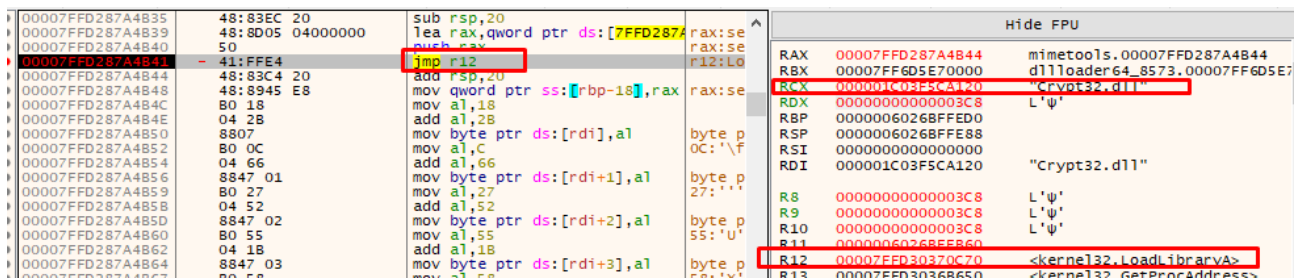 00007FFD287A4B35 48:83EC 20 sub rsp,20
00007FFD287A4B39 48:8D05 04000000 lea rax,qword ptr ds:[7FFD287A rax:se
00007FFD287A4B40 50 push rax rax:se
00007FFD287A4B41 - 41:FFE4 jmp r12 r12:Lo
00007FFD287A4B44 48:83C4 20 add rsp,20
00007FFD287A4B48 48:8945 E8 mov qword ptr ss:[rbp-18],rax rax:se
00007FFD287A4B4C B0 18 mov al,18
00007FFD287A4B4E 04 2B add al,2B
00007FFD287A4B50 8807 mov byte ptr ds:[rdi],al byte p
00007FFD287A4B52 B0 0C mov al,C 0C:'\f
00007FFD287A4B54 04 66 add al,66
00007FFD287A4B56 8847 01 mov byte ptr ds:[rdi+1],al byte p
00007FFD287A4B59 B0 27 mov al,27 27:'''
00007FFD287A4B5B 04 52 add al,52
00007FFD287A4B5D 8847 02 mov byte ptr ds:[rdi+2],al byte p
00007FFD287A4B60 B0 55 mov al,55 55:'U'
00007FFD287A4B62 04 1B add al,1B
00007FFD287A4B64 8847 03 mov byte ptr ds:[rdi+3],al byte p
Hide FPU
RAX 00007FFD287A4B44 mimetools.00007FFD287A4B44
RBX 00007FF6D5E70000 dllloader64_8573.00007FF6D5E7
RCX 000001C03F5CA120 "Crypt32.dll"
RDX 00000000000003C8 L'ψ'
RBP 0000006026BFFED0
RSP 0000006026BFFE88
RSI 0000000000000000
RDI 000001C03F5CA120 "Crypt32.dll"
R8 00000000000003C8 L'ψ'
R9 00000000000003C8 L'ψ'
R10 00000000000003C8 L'ψ'
R11
R12 00007FFD30370C70 <kernel32.LoadLibraryA>
R13 00007FFD3036B650 <kernel32.GetProcAddress>